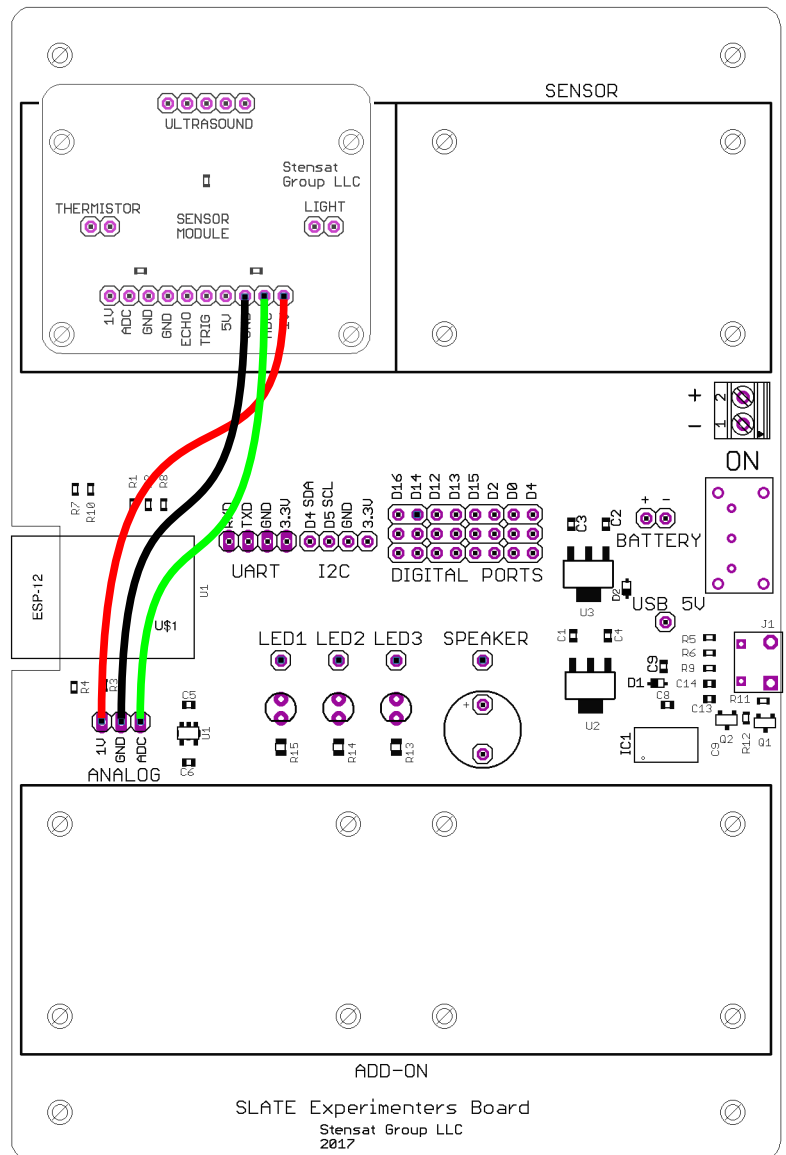 SENSOR
ULTRASOUND
Stensat
Group LLC
THERMISTOR
LIGHT
SENSOR
MODULE
1V
ADC
GND
GND
ECHO
TRIG
5V
+
2
-
1
ON
R7
R10
R1
R8
RXD
TXD
GND
3.3V
UART
D4 SDA
D5 SCL
GND
3.3V
I2C
D16
D14
D12
D13
D15
D2
D0
D4
DIGITAL PORTS
C3
C2
+ -
BATTERY
ESP-12
U$1
U1
U3
D2
USB 5V
J1
LED1 LED2 LED3
SPEAKER
C1
C4
R5
R6
R9
C14
C13
C9
D1
C8
R11
R4
R3
C5
U1
C6
1V
GND
ADC
ANALOG
R15
R14
R13
+
U2
IC1
C9
Q2
R12
Q1
ADD-ON
SLATE Experimenters Board
Stensat Group LLC
2017